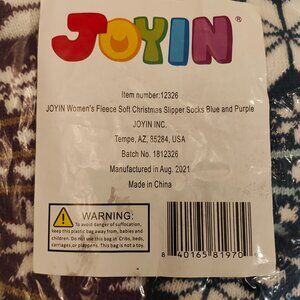 JOYIN®
Item number:12326
JOYIN Women's Fleece Soft Christmas Slipper Socks Blue and Purple
JOYIN INC.
Tempe, AZ, 85284, USA
Batch No. 1812326
Manufactured in Aug. 2021
Made in China
WARNING:
To avoid danger of suffocation,
keep this plastic bag away from, babies and
children. Do not use this bag in Cribs, beds,
carriages or playpens. This bag is not a toy.
8 40165 81970